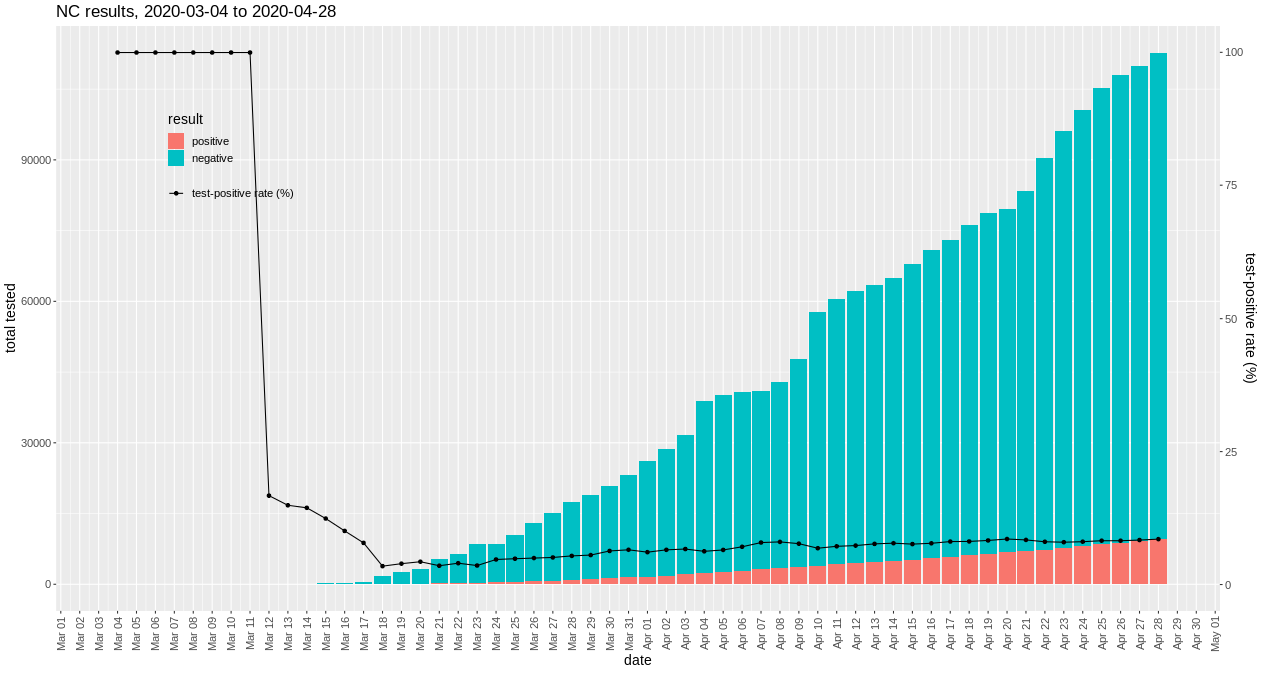 NC results, 2020-03-04 to 2020-04-28
result
positive
negative
test-positive rate (%)
total tested
90000
60000
30000
0
100
75
50
25
0
test-positive rate (%)
Mar 01
Mar 02
Mar 03
Mar 04
Mar 05
Mar 06
Mar 07
Mar 08
Mar 09
Mar 10
Mar 11
Mar 12
Mar 13
Mar 14
Mar 15
Mar 16
Mar 17
Mar 18
Mar 19
Mar 20
Mar 21
Mar 22
Mar 23
Mar 24
Mar 25
Mar 26
Mar 27
Mar 28
Mar 29
Mar 30
Mar 31
Apr 01
Apr 02
Apr 03
Apr 04
Apr 05
Apr 06
Apr 07
Apr 08
Apr 09
Apr 10
Apr 11
Apr 12
Apr 13
Apr 14
Apr 15
Apr 16
Apr 17
Apr 18
Apr 19
Apr 20
Apr 21
Apr 22
Apr 23
Apr 24
Apr 25
Apr 26
Apr 27
Apr 28
Apr 29
Apr 30
May 01
date